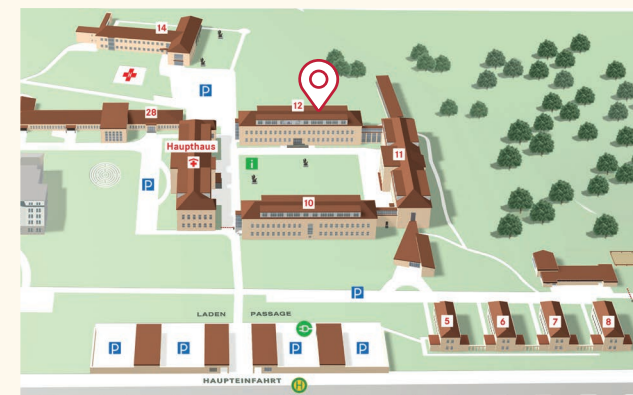 14
P
12
28
Haupthaus
11
i
P
10
P
LADEN PASSAGE
5 6 7 8
P P P P
HAUPTEINFAHRT H